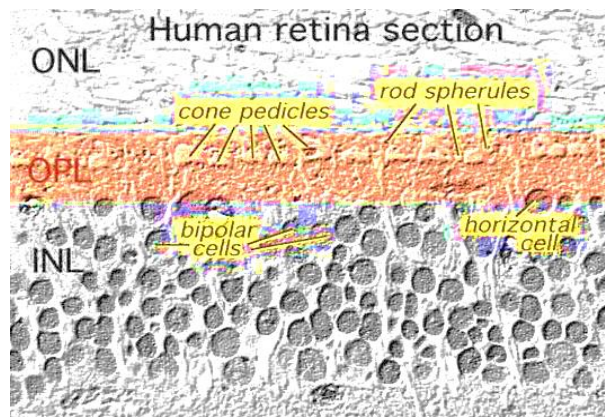 Human retina section
ONL
rod spherules
cone pedicles
OPL
bipolar
cells
horizontal
cell
INL